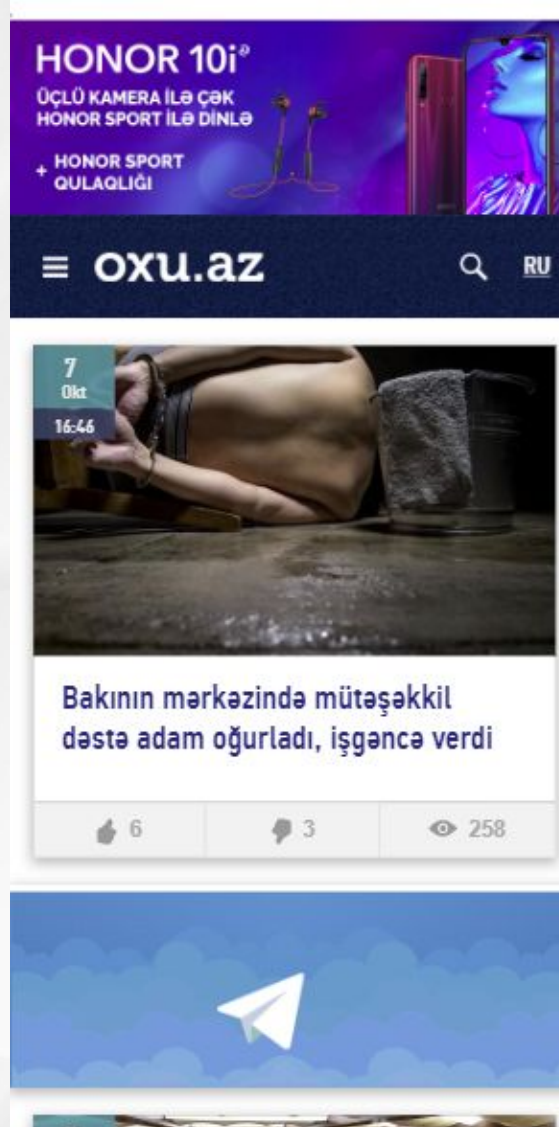 HONOR 10i
ÜÇLÜ KAMERA İLƏ ÇƏK
HONOR SPORT İLƏ DİNLƏ
+ HONOR SPORT
QULAQLIĞI
oxu.az
RU
7
Okt
16:46
Bakının mərkəzində mütəşəkkil
dəstə adam oğurladı, işgəncə verdi
6 3 258